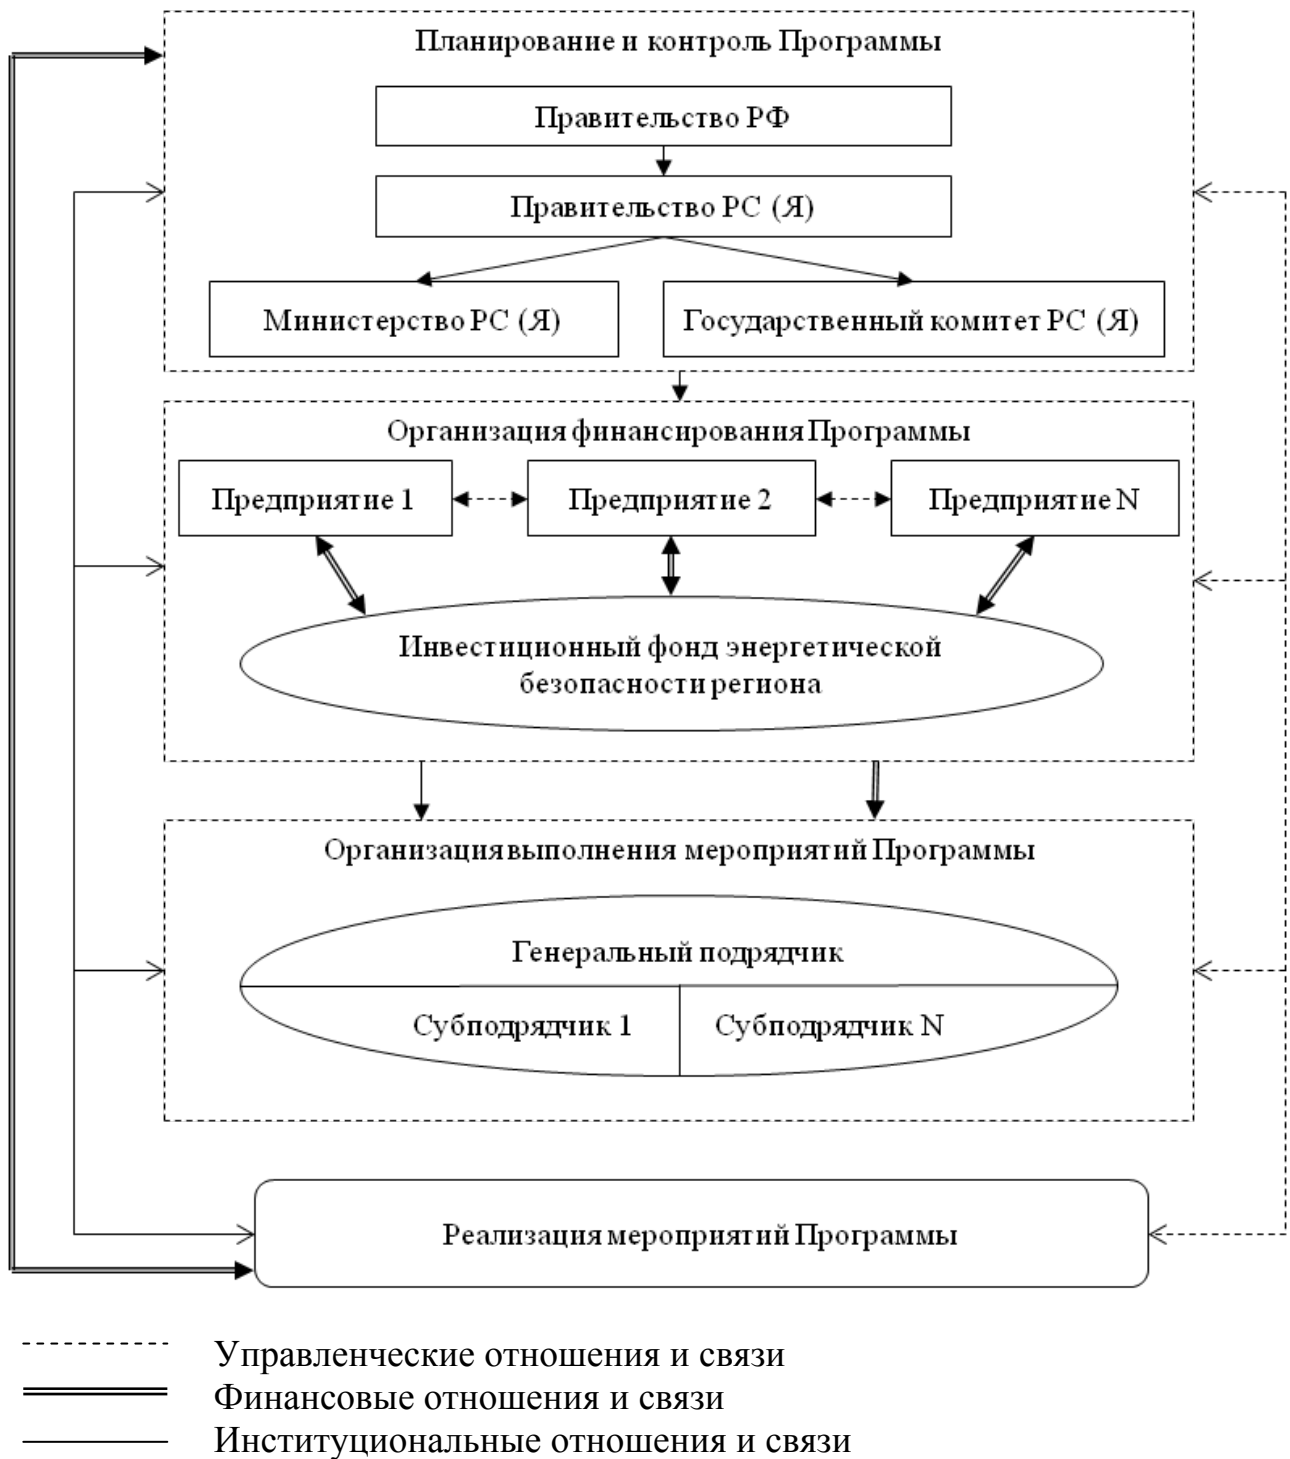 Планирование и контроль Программы
Правительство РФ
Правительство РС (Я)
Министерство РС (Я)
Государственный комитет РС (Я)
Организация финансирования Программы
Предприятие 1
Предприятие 2
Предприятие N
Инвестиционный фонд энергетической
безопасности региона
Организация выполнения мероприятий Программы
Генеральный подрядчик
Субподрядчик 1
Субподрядчик N
Реализация мероприятий Программы
Управленческие отношения и связи
Финансовые отношения и связи
Институциональные отношения и связи